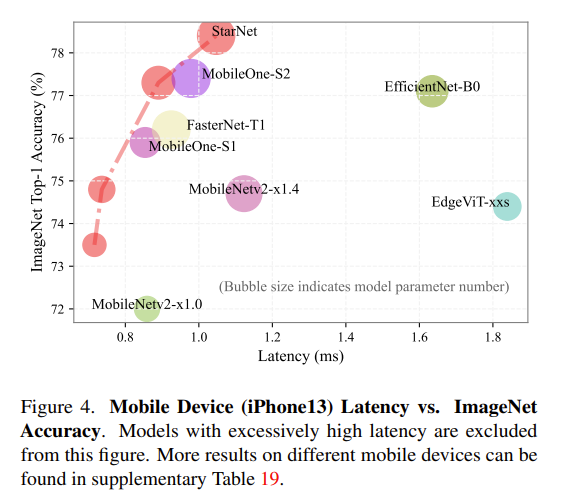 StarNet
78
MobileOne-S2
77
EfficientNet-B0
FasterNet-T1
76
MobileOne-S1
75
MobileNetv2-x1.4
EdgeViT-xxs
74
73
(Bubble size indicates model parameter number)
MobileNetv2-x1.0
72
ImageNet Top-1 Accuracy (%)
0.8 1.0 1.2 1.4 1.6 1.8
Latency (ms)
Figure 4. Mobile Device (iPhone13) Latency vs. ImageNet
Accuracy. Models with excessively high latency are excluded
from this figure. More results on different mobile devices can be
found in supplementary Table 19.